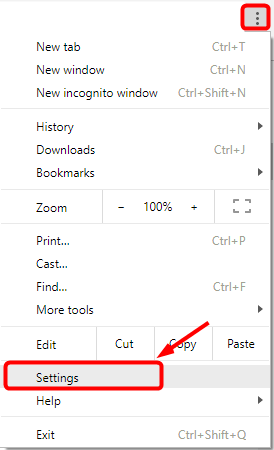 New tab Ctrl+T
New window Ctrl+N
New incognito window Ctrl+Shift+N
History
Downloads Ctrl+J
Bookmarks
Zoom − 100% +
Print... Ctrl+P
Cast...
Find... Ctrl+F
More tools
Edit Cut Copy Paste
Settings
Help
Exit Ctrl+Shift+Q